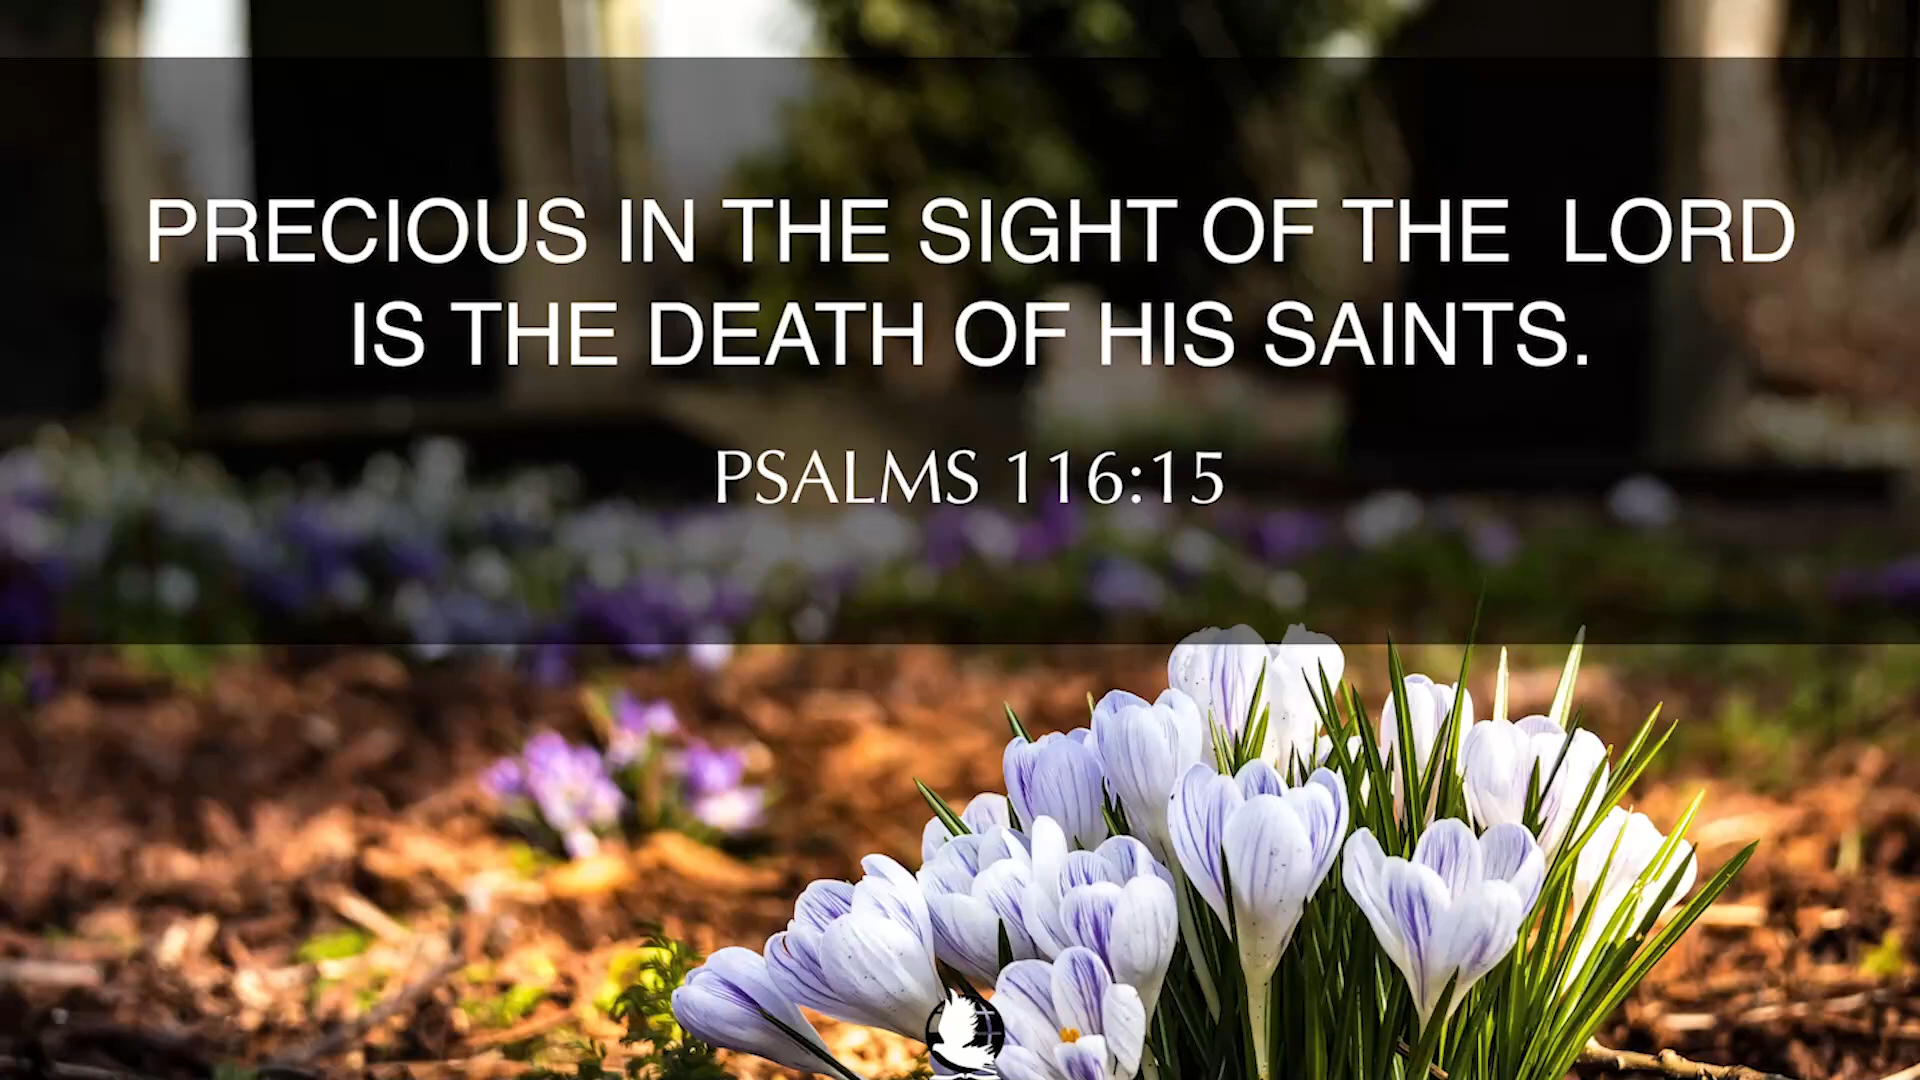 PRECIOUS IN THE SIGHT OF THE LORD
IS THE DEATH OF HIS SAINTS.
PSALMS 116:15